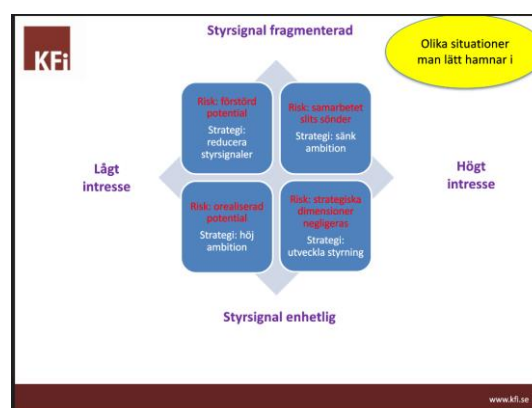 KFi
Styrsignal fragmenterad
Olika situationer
man lätt hamnar i
Risk: förstörd
potential
Strategi:
reducera
styrsignaler
Risk: samarbetet
slits sönder
Strategi: sänk
ambition
Lågt
intresse
Högt
intresse
Risk: orealiserad
potential
Strategi: höj
ambition
Risk: strategiska
dimensioner
negligeras
Strategi:
utveckla styrning
Styrsignal enhetlig
www.kfi.se